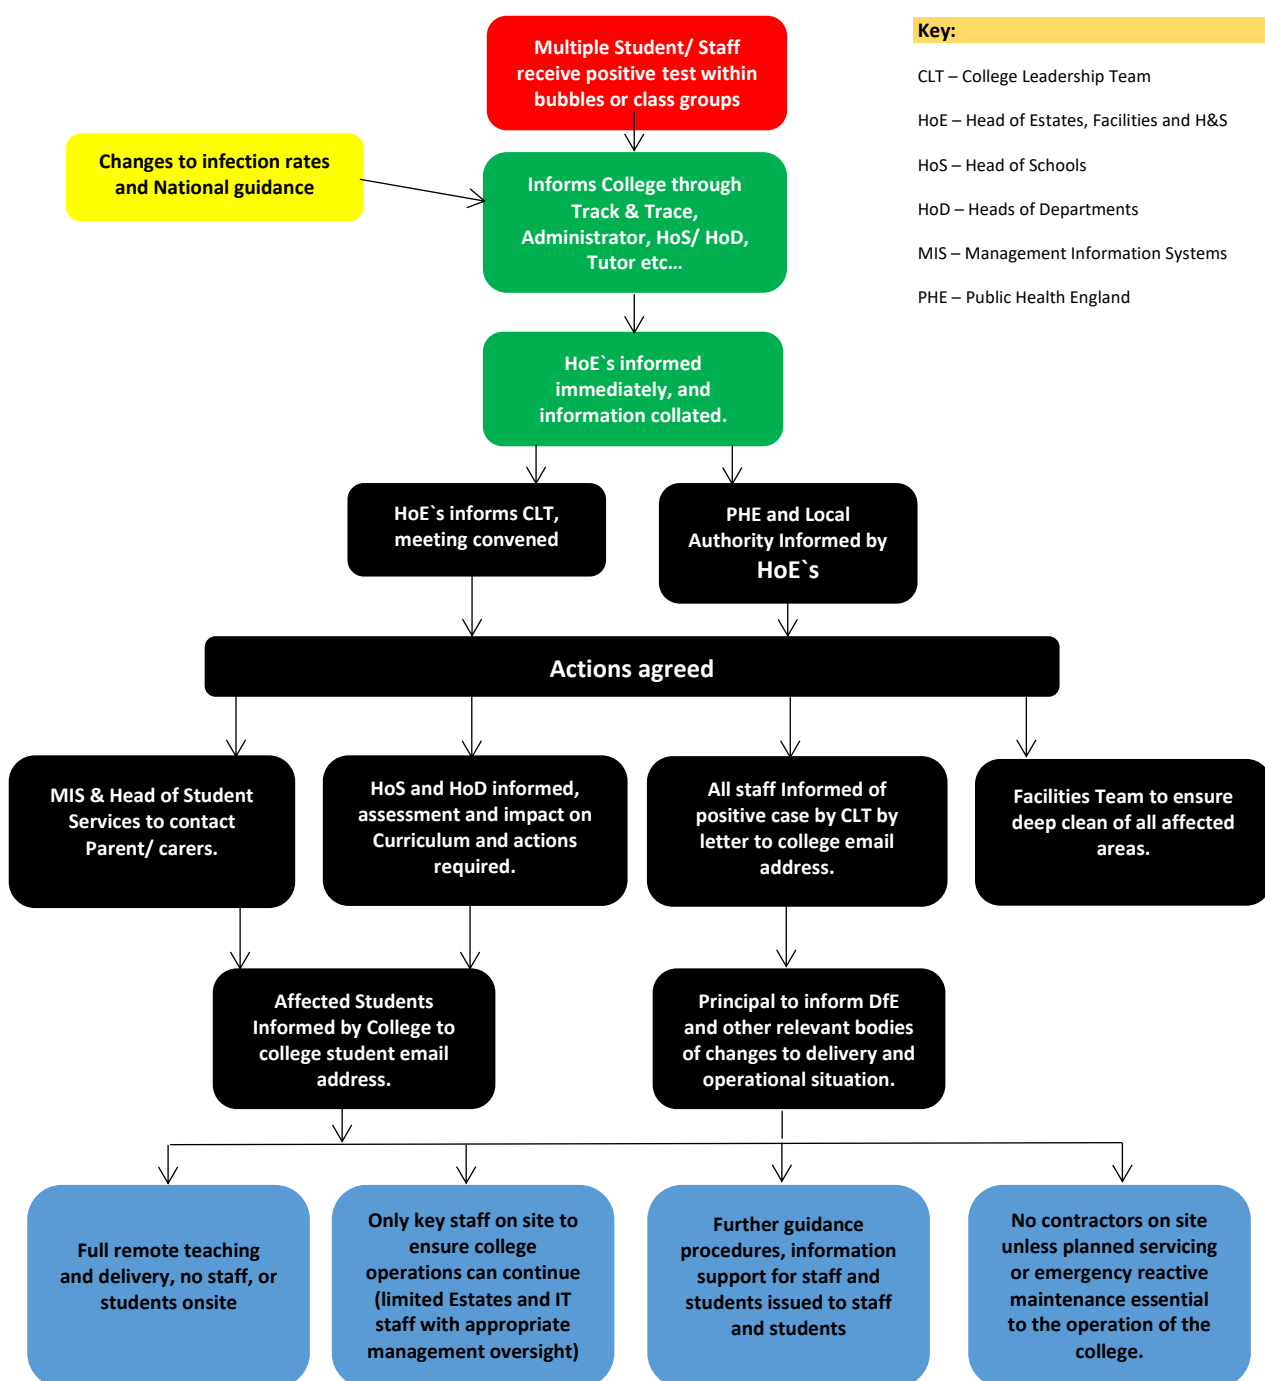 Multiple Student/ Staff
receive positive test within
bubbles or class groups
Key:
CLT – College Leadership Team
HoE – Head of Estates, Facilities and H&S
HoS – Head of Schools
HoD – Heads of Departments
MIS – Management Information Systems
PHE – Public Health England
Changes to infection rates
and National guidance
Informs College through
Track & Trace,
Administrator, HoS/ HoD,
Tutor etc…
HoE`s informed
immediately, and
information collated.
HoE`s informs CLT,
meeting convened
PHE and Local
Authority Informed by
HoE`s
Actions agreed
MIS & Head of Student
Services to contact
Parent/ carers.
HoS and HoD informed,
assessment and impact on
Curriculum and actions
required.
All staff Informed of
positive case by CLT by
letter to college email
address.
Facilities Team to ensure
deep clean of all affected
areas.
Affected Students
Informed by College to
college student email
address.
Principal to inform DfE
and other relevant bodies
of changes to delivery and
operational situation.
Full remote teaching
and delivery, no staff, or
students onsite
Only key staff on site to
ensure college
operations can continue
(limited Estates and IT
staff with appropriate
management oversight)
Further guidance
procedures, information
support for staff and
students issued to staff
and students
No contractors on site
unless planned servicing
or emergency reactive
maintenance essential
to the operation of the
college.